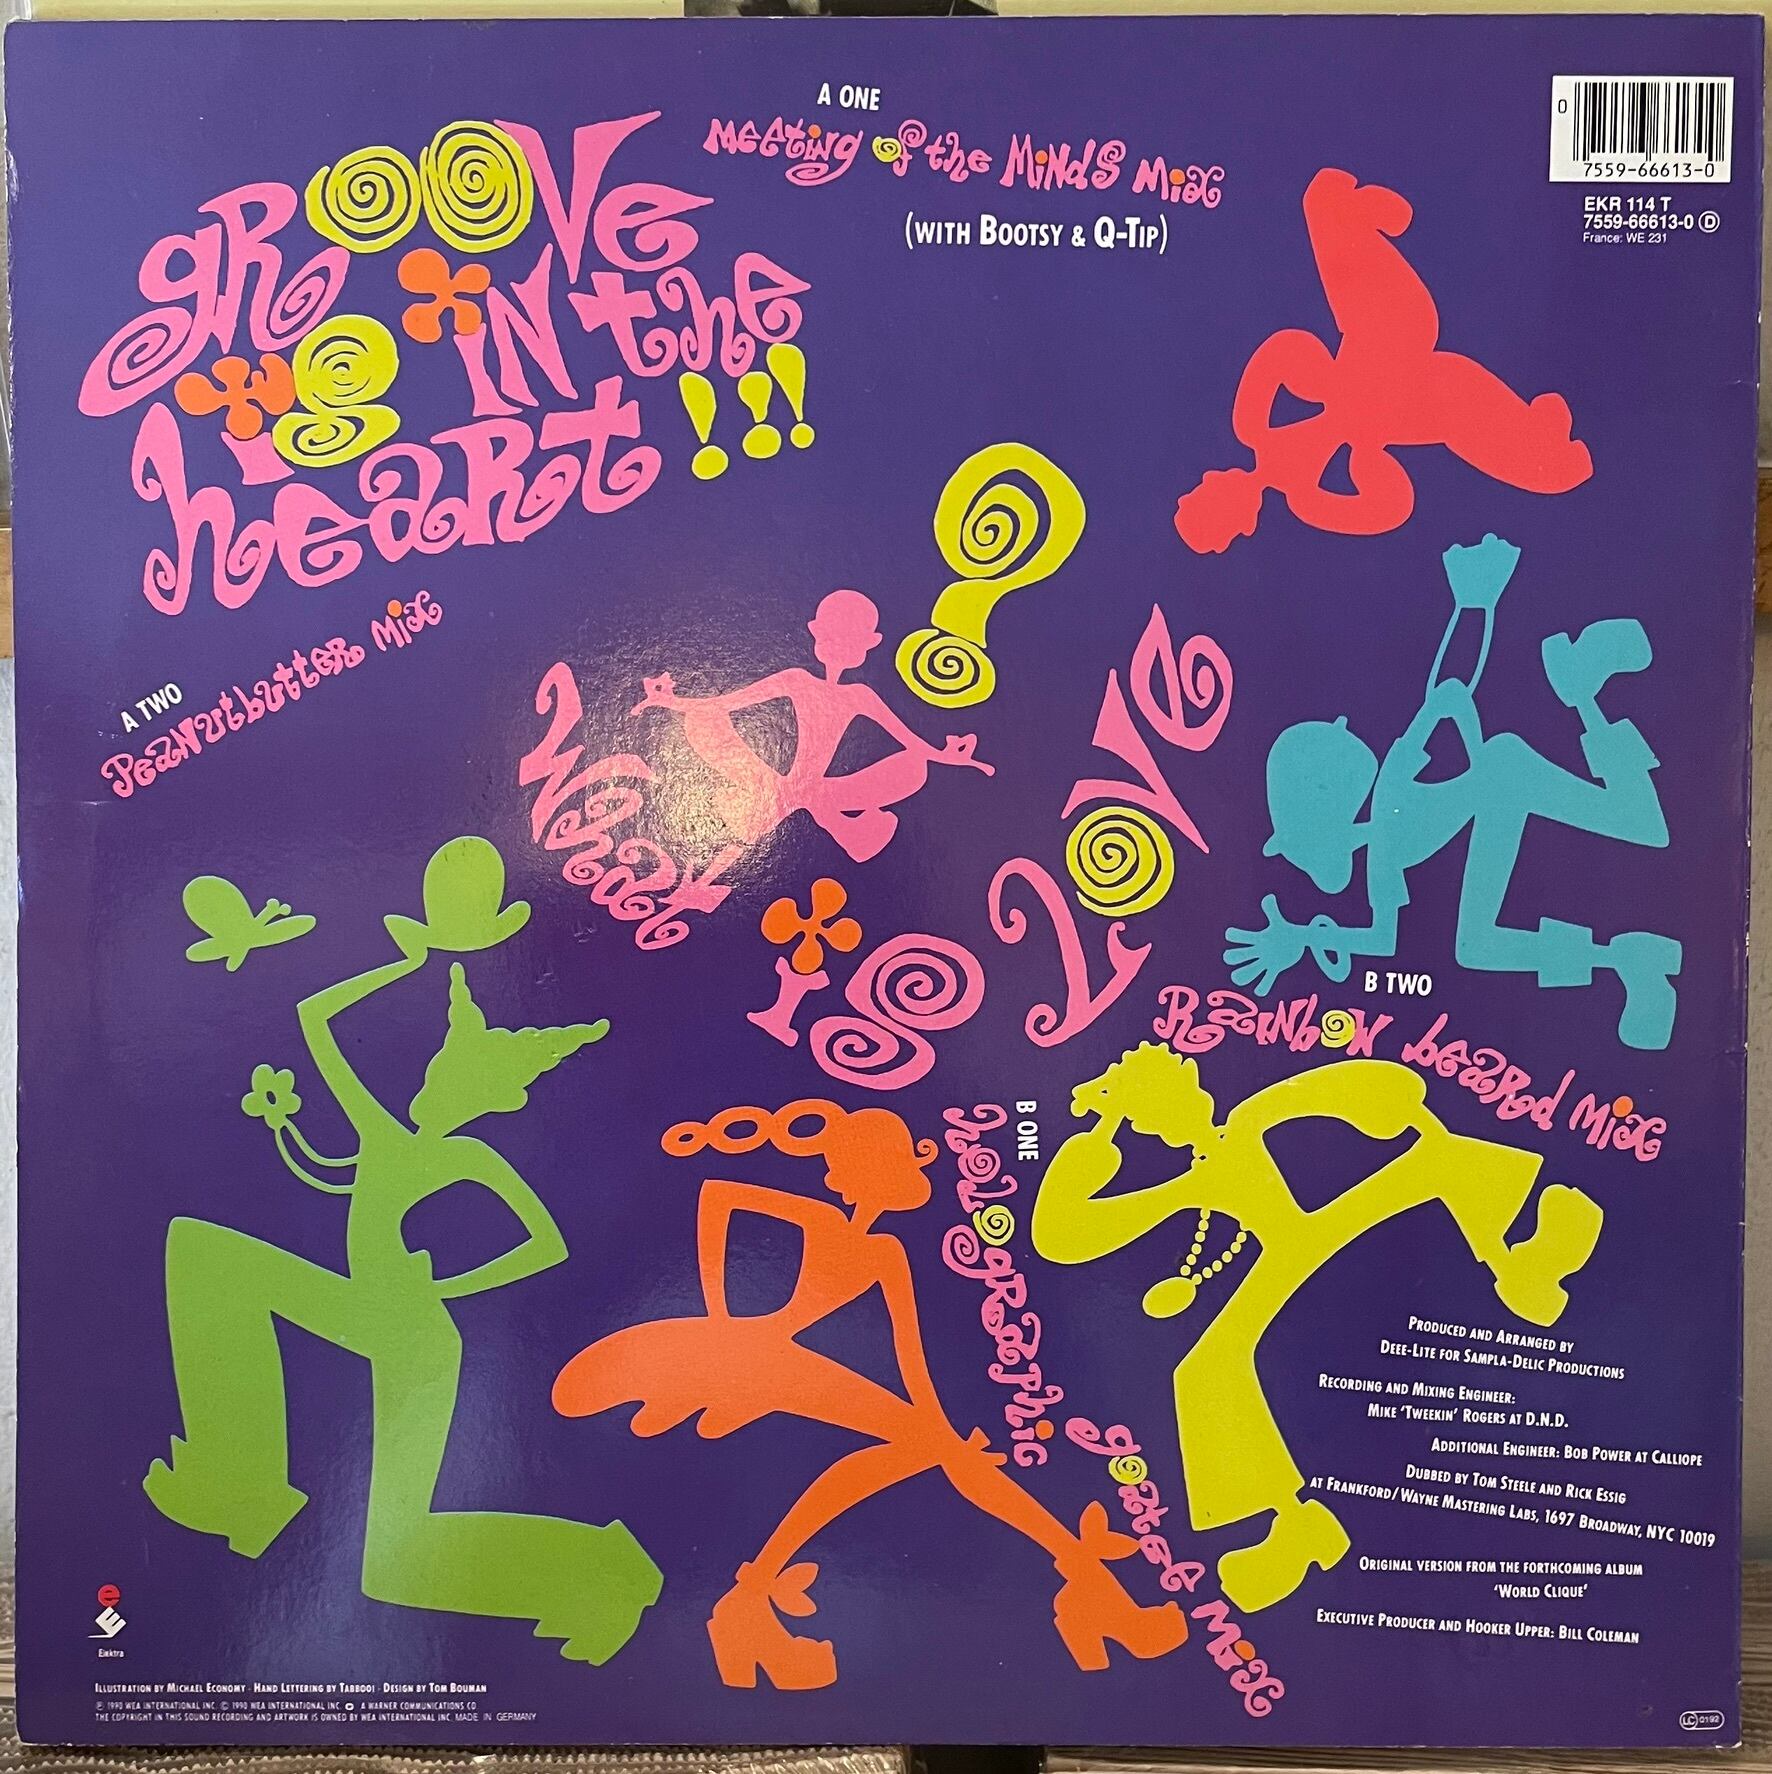 A ONE
Meeting of the Minds Mix
(WITH BOOTSY & Q-TIP)
0
7559-66613-0
EKR 114 T
7559-66613-0 D
France: WE 231
gROOVE
is IN the
heaRt!!!
A TWO
PeaNutbutteR Mix
What
is
LOVE?
B TWO
RaiNbOW beaRd Mix
B ONE
holographic goatee Mix
PRODUCED AND ARRANGED BY
DEEE-LITE FOR SAMPLA-DELIC PRODUCTIONS
RECORDING AND MIXING ENGINEER:
MIKE 'TWEEKIN' ROGERS AT D.N.D.
ADDITIONAL ENGINEER: BOB POWER AT CALLIOPE
DUBBED BY TOM STEELE AND RICK ESSIG
AT FRANKFORD/WAYNE MASTERING LABS, 1697 BROADWAY, NYC 10019
ORIGINAL VERSION FROM THE FORTHCOMING ALBUM
'WORLD CLIQUE'
EXECUTIVE PRODUCER AND HOOKER UPPER: BILL COLEMAN
e
E
Elektra
ILLUSTRATION BY MICHAEL ECONOMY · HAND LETTERING BY TABBOO! · DESIGN BY TOM BOUMAN
℗ 1990 WEA INTERNATIONAL INC. © 1990 WEA INTERNATIONAL INC. A WARNER COMMUNICATIONS CO
THE COPYRIGHT IN THIS SOUND RECORDING AND ARTWORK IS OWNED BY WEA INTERNATIONAL INC. MADE IN GERMANY
LC 0192